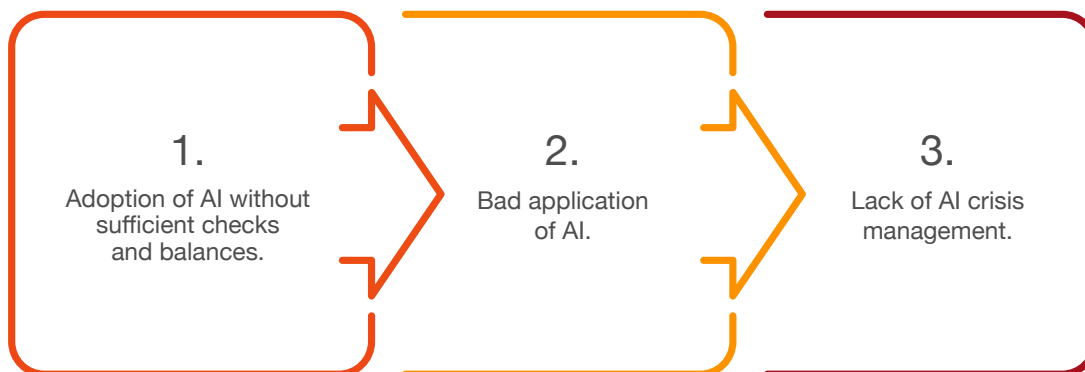 1.
Adoption of AI without
sufficient checks
and balances.
2.
Bad application
of AI.
3.
Lack of AI crisis
management.